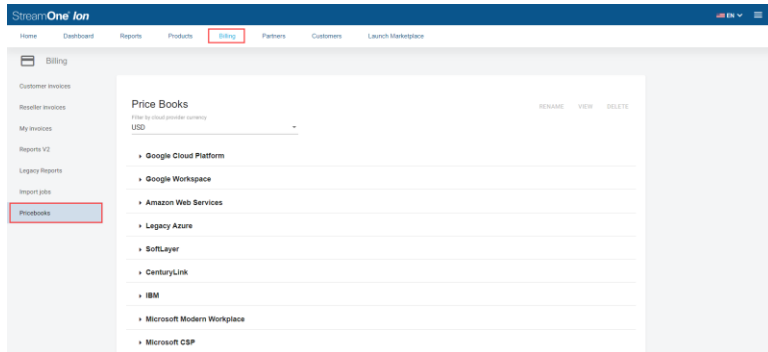 StreamOne Ion
EN
Home Dashboard Reports Products Billing Partners Customers Launch Marketplace
Billing
Customer invoices
Reseller invoices
My invoices
Reports V2
Legacy Reports
Import jobs
Pricebooks
Price Books
RENAME VIEW DELETE
Filter by cloud provider currency
USD
Google Cloud Platform
Google Workspace
Amazon Web Services
Legacy Azure
SoftLayer
CenturyLink
IBM
Microsoft Modern Workplace
Microsoft CSP